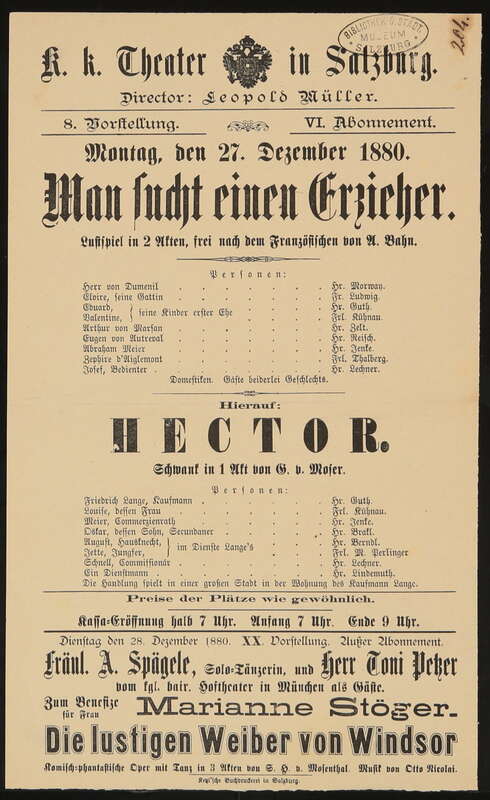 BIBLIOTHEK D. STÄDT.
MUSEUM
SALZBURG
204.
K. k. Theater in Salzburg.
Director: Leopold Müller.
8. Vorstellung. VI. Abonnement.
Montag, den 27. Dezember 1880.
Man sucht einen Erzieher.
Lustspiel in 2 Akten, frei nach dem Französischen von A. Bahn.
Personen:
Herr von Dumenil . . . . . . Hr. Morway.
Eloire, seine Gattin . . . . . . Fr. Ludwig.
Eduard, } seine Kinder erster Ehe . . . . Hr. Guth.
Valentine, Frl. Kühnau.
Arthur von Marsan . . . . . . Hr. Zelt.
Eugen von Autreval . . . . . . Hr. Reisch.
Abraham Meier . . . . . . Hr. Jenke.
Zephire d'Aiglemont . . . . . . Frl. Thalberg.
Josef, Bedienter . . . . . . . Hr. Lechner.
Domestiken. Gäste beiderlei Geschlechts.
Hierauf:
HECTOR.
Schwank in 1 Akt von G. v. Moser.
Personen:
Friedrich Lange, Kaufmann . . . . . . Hr. Guth.
Louise, dessen Frau . . . . . . Frl. Kühnau.
Meier, Commerzienrath . . . . . . Hr. Jenke.
Oskar, dessen Sohn, Secundaner . . . . . Hr. Brakl.
August, Hausknecht, } im Dienste Lange's . . . . Hr. Berndl.
Jette, Jungfer, Frl. M. Perlinger
Schnell, Commissionär . . . . . . Hr. Lechner.
Ein Dienstmann . . . . . . . Hr. Lindemuth.
Die Handlung spielt in einer großen Stadt in der Wohnung des Kaufmann Lange.
Preise der Plätze wie gewöhnlich.
Kassa-Eröffnung halb 7 Uhr. Anfang 7 Uhr. Ende 9 Uhr.
Dienstag den 28. Dezember 1880. XX. Vorstellung. Außer Abonnement.
Fräul. A. Spägele, Solo-Tänzerin, und Herr Toni Petzer
vom kgl. bair. Hoftheater in München als Gäste.
Zum Benefize für Frau Marianne Stöger.
Die lustigen Weiber von Windsor
Komisch-phantastische Oper mit Tanz in 3 Akten von S. H. v. Mosenthal. Musik von Otto Nicolai.